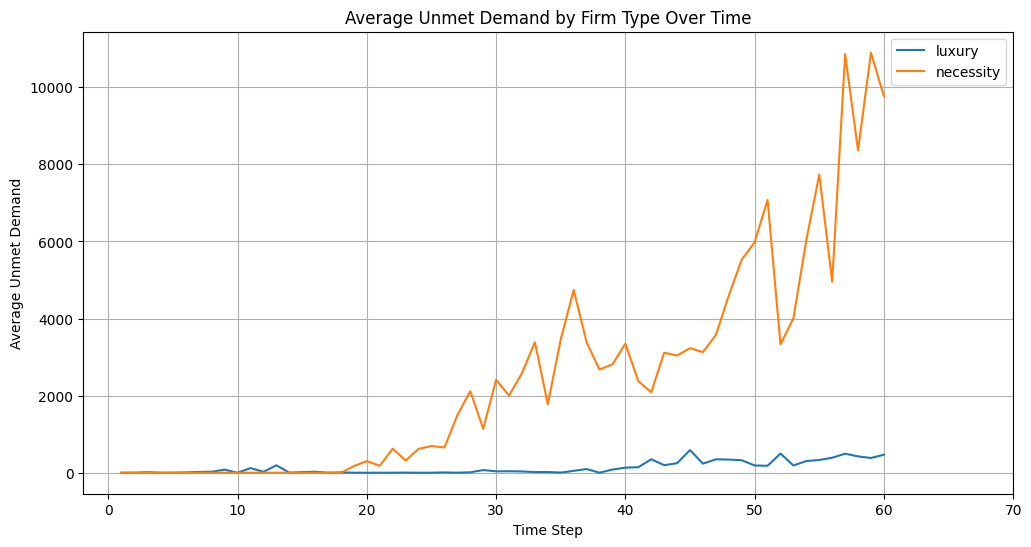 Average Unmet Demand by Firm Type Over Time
luxury
necessity
Average Unmet Demand
10000
8000
6000
4000
2000
0
0 10 20 30 40 50 60 70
Time Step